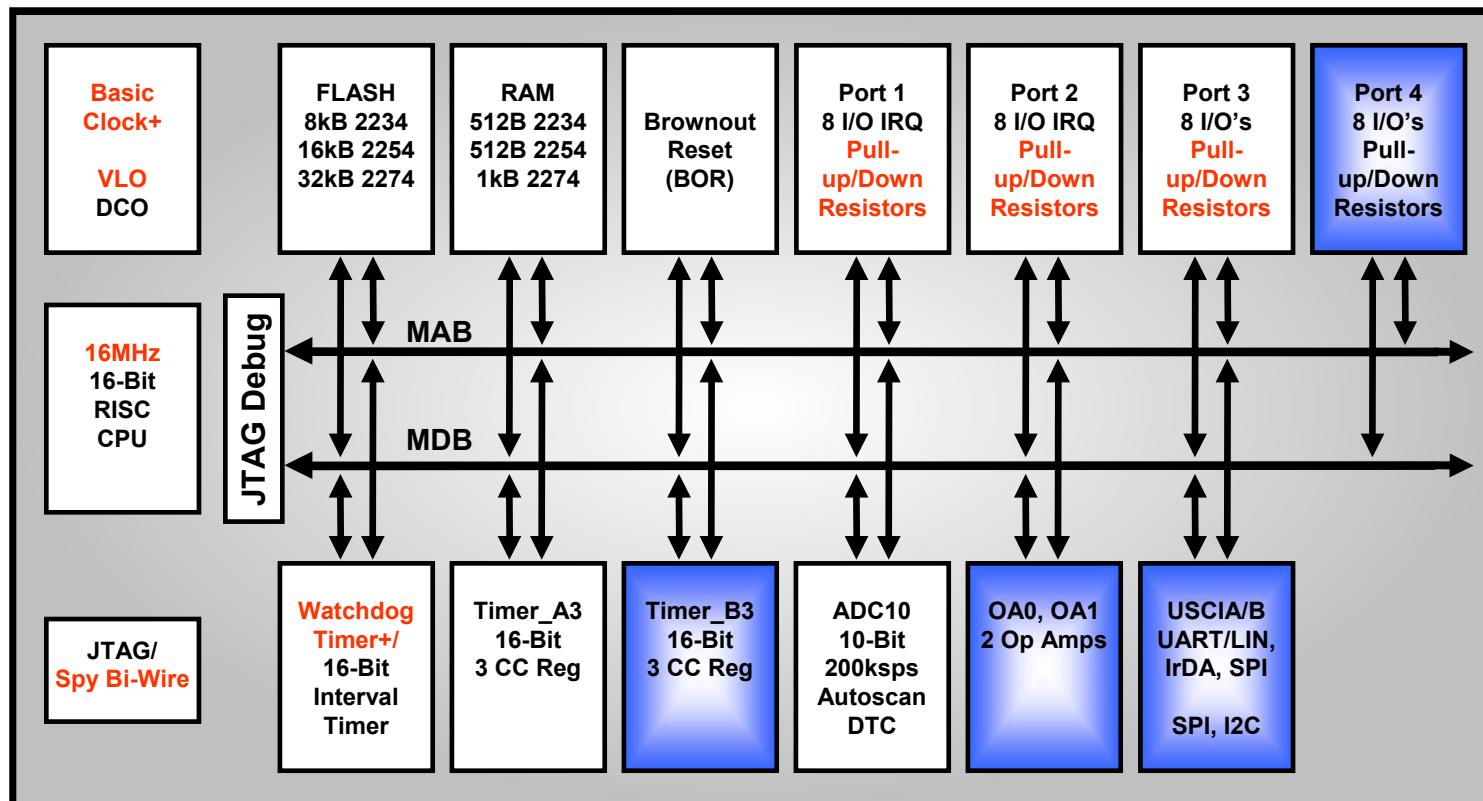 Basic
Clock+
VLO
DCO
FLASH
8kB 2234
16kB 2254
32kB 2274
RAM
512B 2234
512B 2254
1kB 2274
Brownout
Reset
(BOR)
Port 1
8 I/O IRQ
Pull-
up/Down
Resistors
Port 2
8 I/O IRQ
Pull-
up/Down
Resistors
Port 3
8 I/O's
Pull-
up/Down
Resistors
Port 4
8 I/O's
Pull-
up/Down
Resistors
16MHz
16-Bit
RISC
CPU
JTAG Debug
MAB
MDB
JTAG/
Spy Bi-Wire
Watchdog
Timer+/
16-Bit
Interval
Timer
Timer_A3
16-Bit
3 CC Reg
Timer_B3
16-Bit
3 CC Reg
ADC10
10-Bit
200ksps
Autoscan
DTC
OA0, OA1
2 Op Amps
USCIA/B
UART/LIN,
IrDA, SPI
SPI, I2C